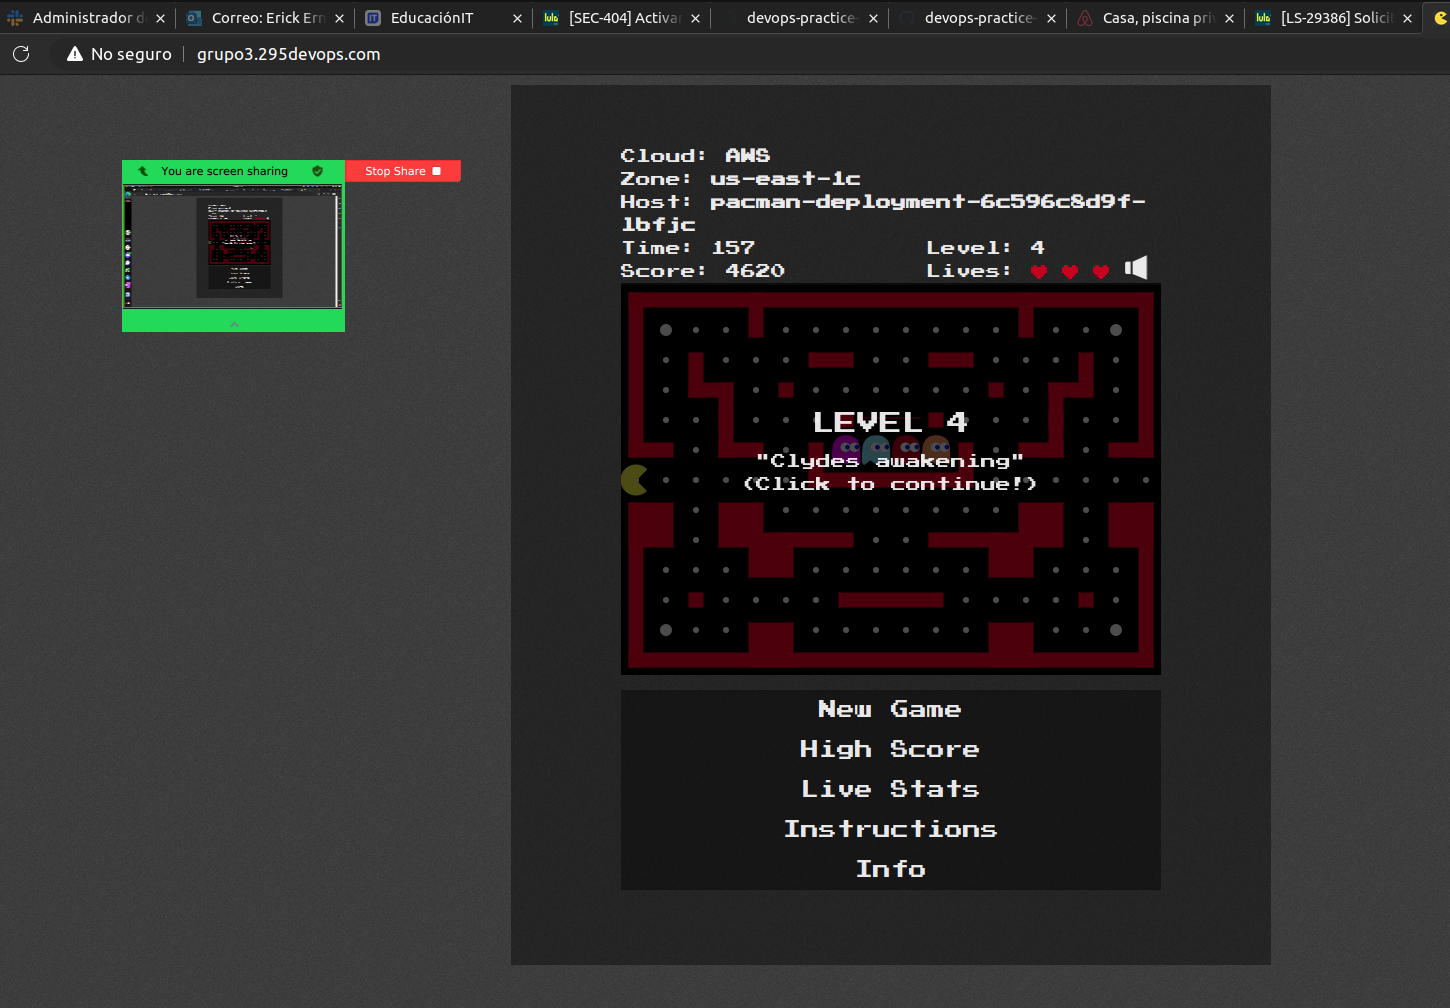 Administrador d
Correo: Erick Ern
EducaciónIT
lula [SEC-404] Activar
devops-practice-
devops-practice-
Casa, piscina priv
lula [LS-29386] Solicit
No seguro grupo3.295devops.com
You are screen sharing Stop Share
Cloud: AWS
Zone: us-east-1c
Host: pacman-deployment-6c596c8d9f-
lbfjc
Time: 157 Level: 4
Score: 4620 Lives:
LEVEL 4
"Clydes awakening"
(Click to continue!)
New Game
High Score
Live Stats
Instructions
Info